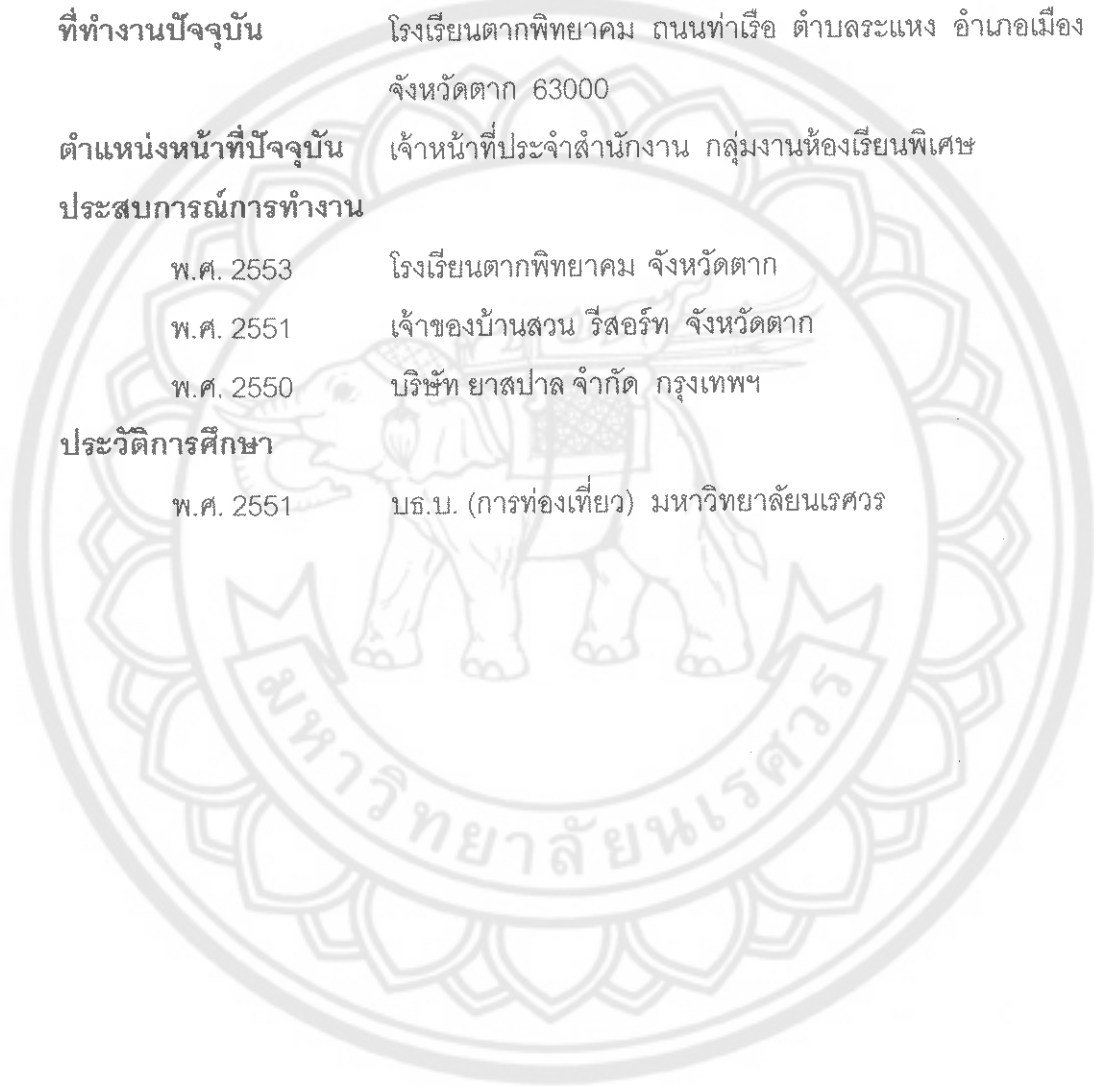 ที่ทำงานปัจจุบัน โรงเรียนตากพิทยาคม ถนนท่าเรือ ตำบลระแหง อำเภอเมือง
จังหวัดตาก 63000
ตำแหน่งหน้าที่ปัจจุบัน เจ้าหน้าที่ประจำสำนักงาน กลุ่มงานห้องเรียนพิเศษ
ประสบการณ์การทำงาน
พ.ศ. 2553 โรงเรียนตากพิทยาคม จังหวัดตาก
พ.ศ. 2551 เจ้าของบ้านสวน รีสอร์ท จังหวัดตาก
พ.ศ. 2550 บริษัท ยาสปาล จำกัด กรุงเทพฯ
ประวัติการศึกษา
พ.ศ. 2551 บธ.บ. (การท่องเที่ยว) มหาวิทยาลัยนเรศวร
มหาวิทยาลัยนเรศวร